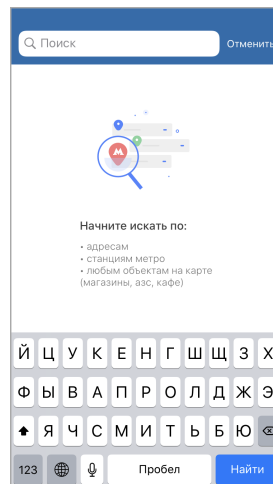 Поиск Отменить
Начните искать по:
• адресам
• станциям метро
• любым объектам на карте
(магазины, азс, кафе)
Й Ц У К Е Н Г Ш Щ З Х
Ф Ы В А П Р О Л Д Ж Э
Я Ч С М И Т Ь Б Ю
123 Пробел Найти